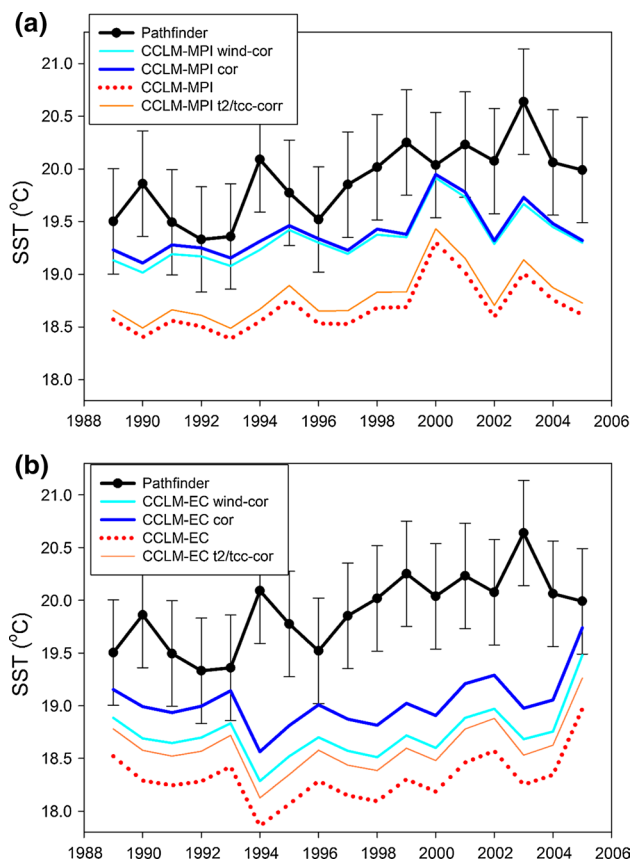 (a)
Pathfinder
CCLM-MPI wind-cor
CCLM-MPI cor
CCLM-MPI
CCLM-MPI t2/tcc-corr
SST (°C)
21.0
20.5
20.0
19.5
19.0
18.5
18.0
1988 1990 1992 1994 1996 1998 2000 2002 2004 2006
(b)
Pathfinder
CCLM-EC wind-cor
CCLM-EC cor
CCLM-EC
CCLM-EC t2/tcc-cor
SST (°C)
21.0
20.5
20.0
19.5
19.0
18.5
18.0
1988 1990 1992 1994 1996 1998 2000 2002 2004 2006